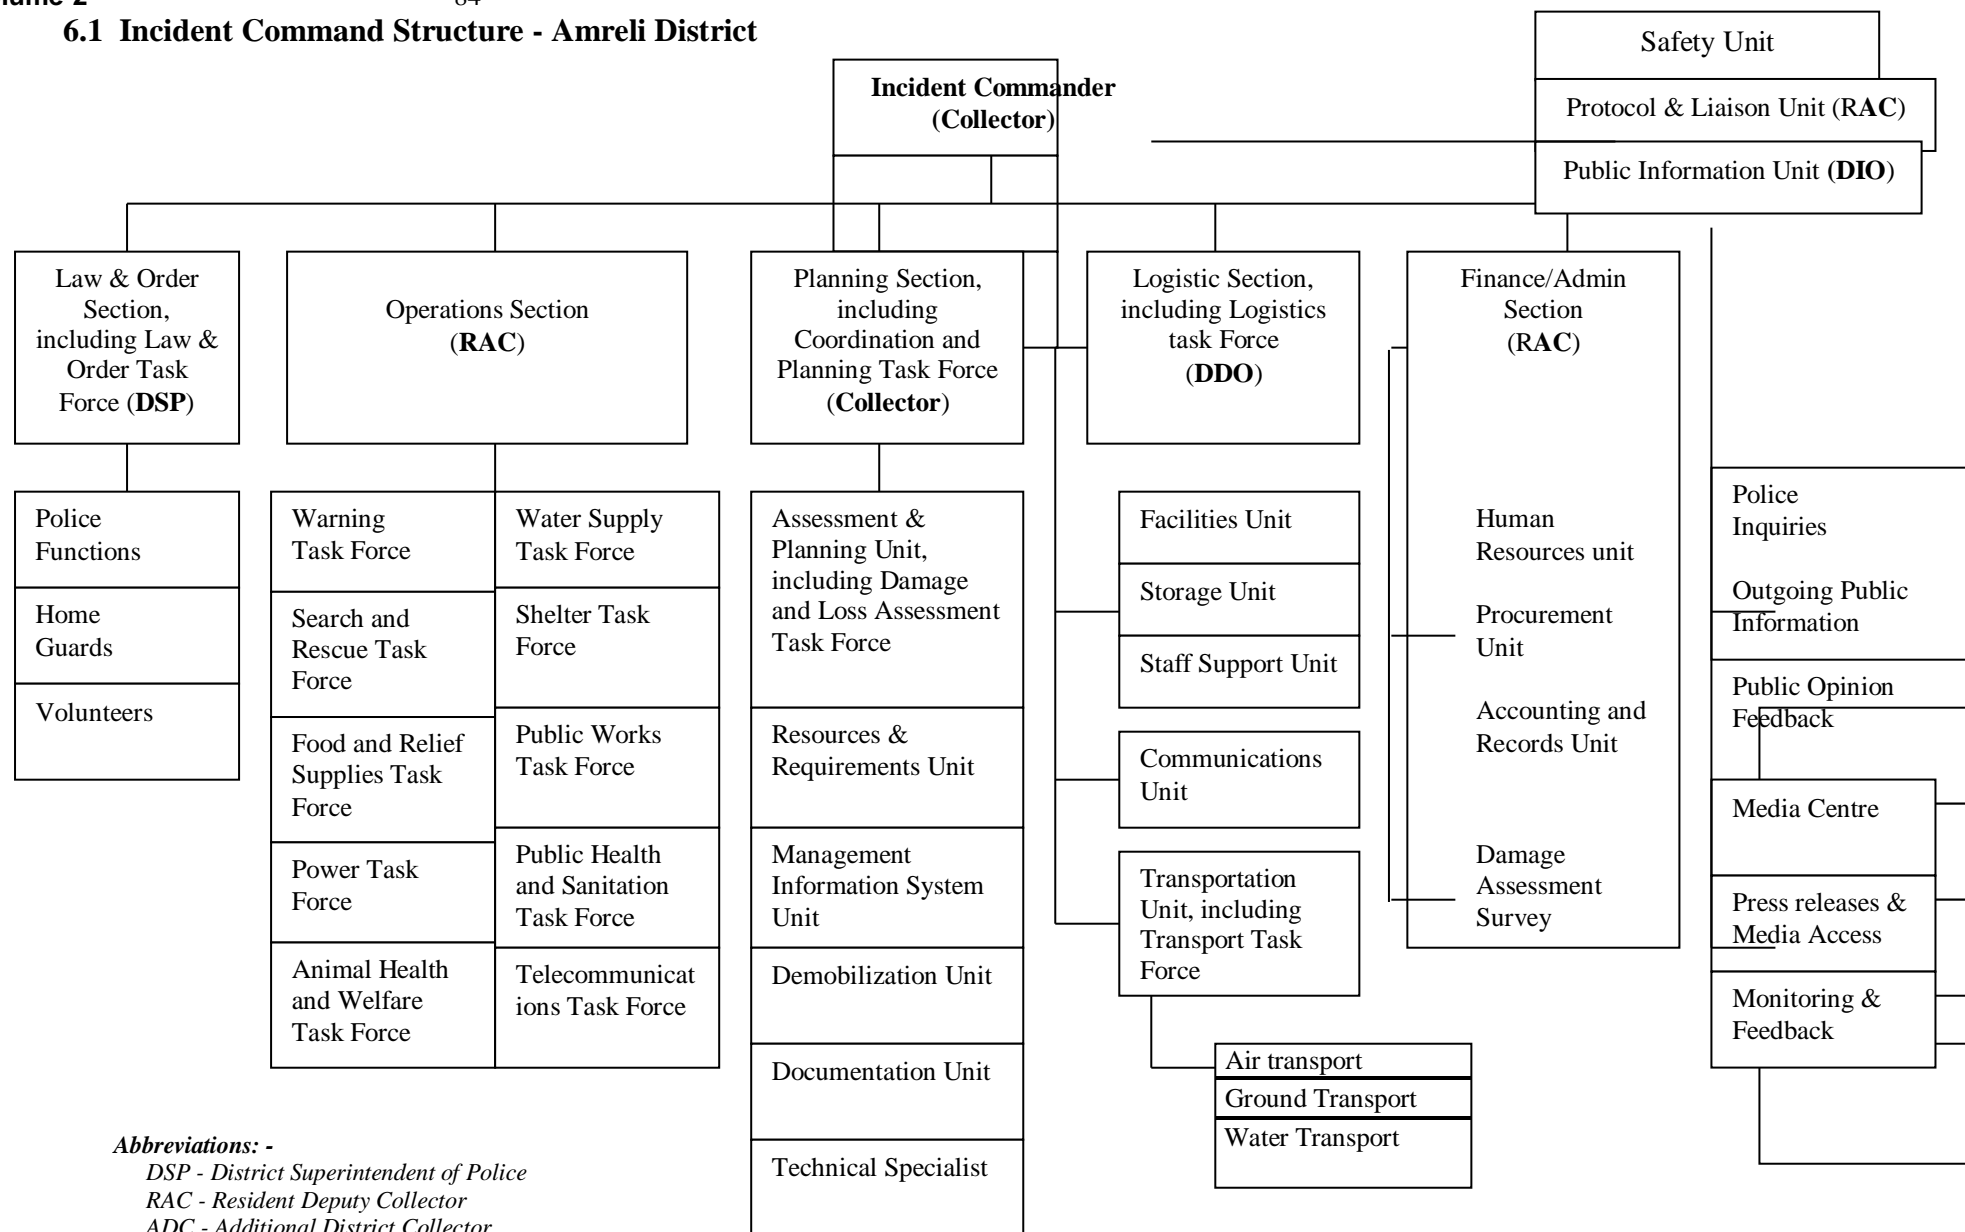 84
6.1 Incident Command Structure - Amreli District
Safety Unit
Incident Commander
(Collector)
Protocol & Liaison Unit (RAC)
Public Information Unit (DIO)
Law & Order
Section,
including Law &
Order Task
Force (DSP)
Operations Section
(RAC)
Planning Section,
including
Coordination and
Planning Task Force
(Collector)
Logistic Section,
including Logistics
task Force
(DDO)
Finance/Admin
Section
(RAC)
Police
Functions
Home
Guards
Volunteers
Warning
Task Force
Search and
Rescue Task
Force
Food and Relief
Supplies Task
Force
Power Task
Force
Animal Health
and Welfare
Task Force
Water Supply
Task Force
Shelter Task
Force
Public Works
Task Force
Public Health
and Sanitation
Task Force
Telecommunicat
ions Task Force
Assessment &
Planning Unit,
including Damage
and Loss Assessment
Task Force
Resources &
Requirements Unit
Management
Information System
Unit
Demobilization Unit
Documentation Unit
Technical Specialist
Facilities Unit
Storage Unit
Staff Support Unit
Communications
Unit
Transportation
Unit, including
Transport Task
Force
Air transport
Ground Transport
Water Transport
Human
Resources unit
Procurement
Unit
Accounting and
Records Unit
Damage
Assessment
Survey
Police
Inquiries
Outgoing Public
Information
Public Opinion
Feedback
Media Centre
Press releases &
Media Access
Monitoring &
Feedback
Abbreviations: -
DSP - District Superintendent of Police
RAC - Resident Deputy Collector
ADC - Additional District Collector